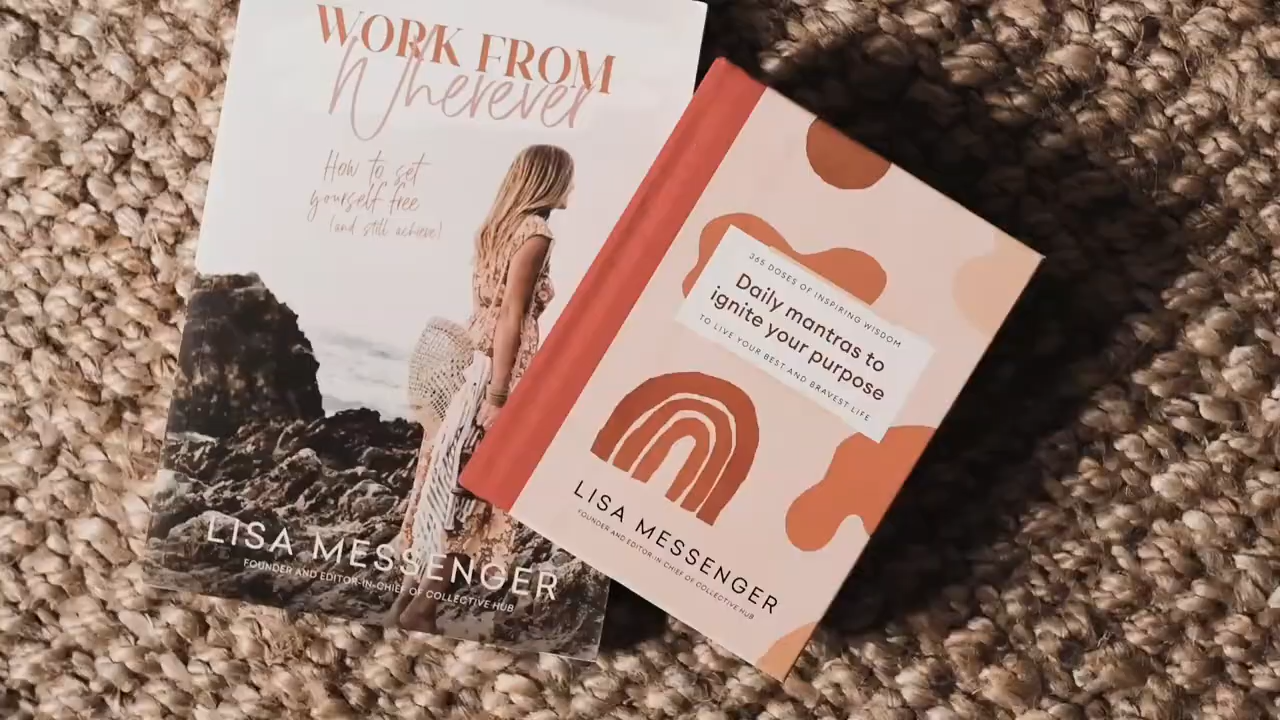 WORK FROM
Wherever
How to set
yourself free
(and still achieve)
LISA MESSENGER
FOUNDER AND EDITOR-IN-CHIEF OF COLLECTIVE HUB
365 DOSES OF INSPIRING WISDOM
Daily mantras to
ignite your purpose
TO LIVE YOUR BEST AND BRAVEST LIFE
LISA MESSENGER
FOUNDER AND EDITOR-IN-CHIEF OF COLLECTIVE HUB